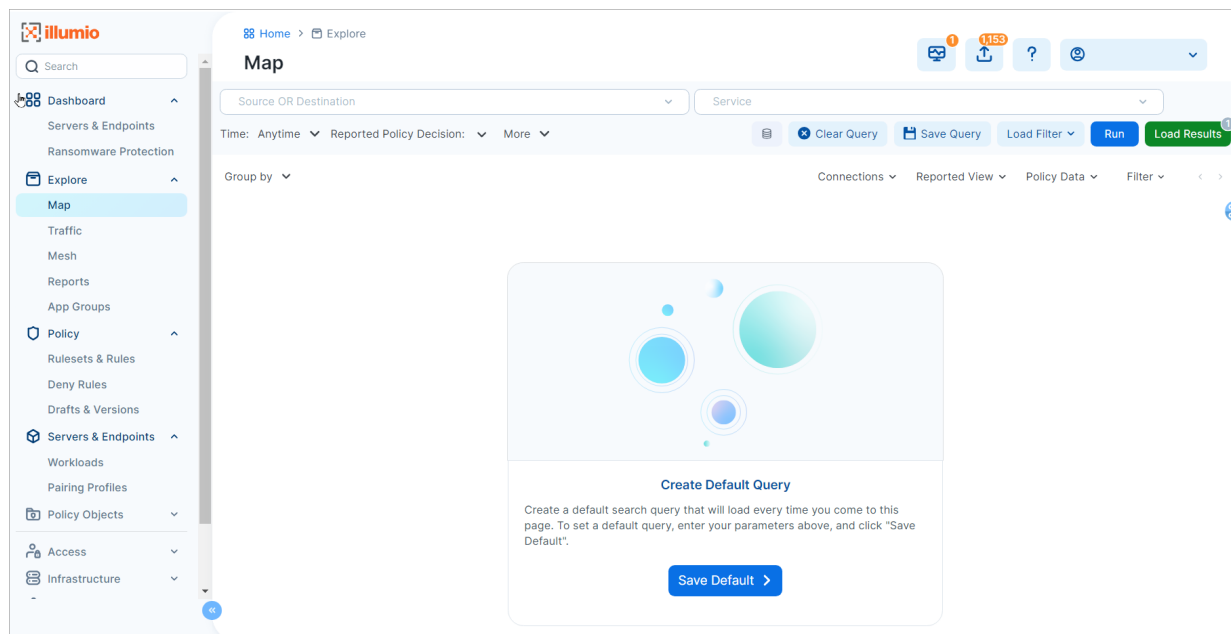 illumio
Search
Dashboard
Servers & Endpoints
Ransomware Protection
Explore
Map
Traffic
Mesh
Reports
App Groups
Policy
Rulesets & Rules
Deny Rules
Drafts & Versions
Servers & Endpoints
Workloads
Pairing Profiles
Policy Objects
Access
Infrastructure
Home > Explore
Map
1
1,153
?
Source OR Destination
Service
Time: Anytime Reported Policy Decision: More
Clear Query Save Query Load Filter Run Load Results
Group by
Connections Reported View Policy Data Filter
Create Default Query
Create a default search query that will load every time you come to this
page. To set a default query, enter your parameters above, and click "Save
Default".
Save Default